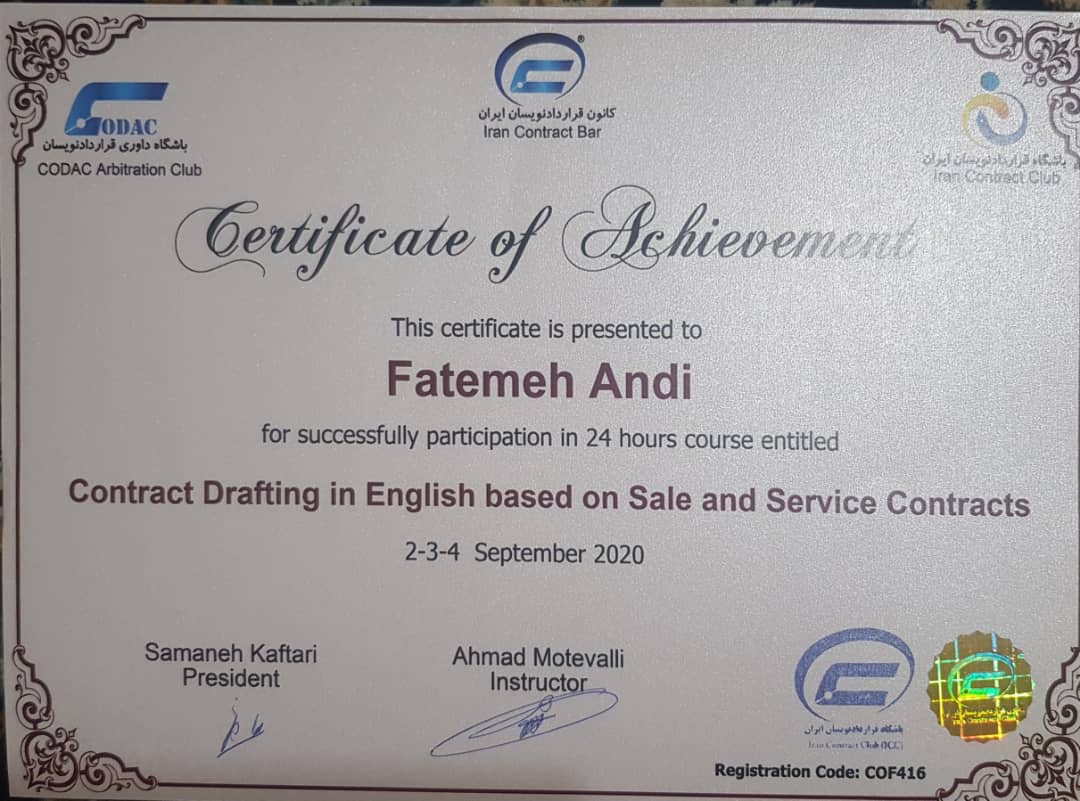 CODAC
باشگاه داوری قراردادنویسان
CODAC Arbitration Club
®
کانون قراردادنویسان ایران
Iran Contract Bar
باشگاه قراردادنویسان ایران
Iran Contract Club
Certificate of Achievement
This certificate is presented to
Fatemeh Andi
for successfully participation in 24 hours course entitled
Contract Drafting in English based on Sale and Service Contracts
2-3-4 September 2020
Samaneh Kaftari
President
Ahmad Motevalli
Instructor
باشگاه قراردادنویسان ایران
Iran Contract Club (ICC)
Iran Contract Club
Registration Code: COF416